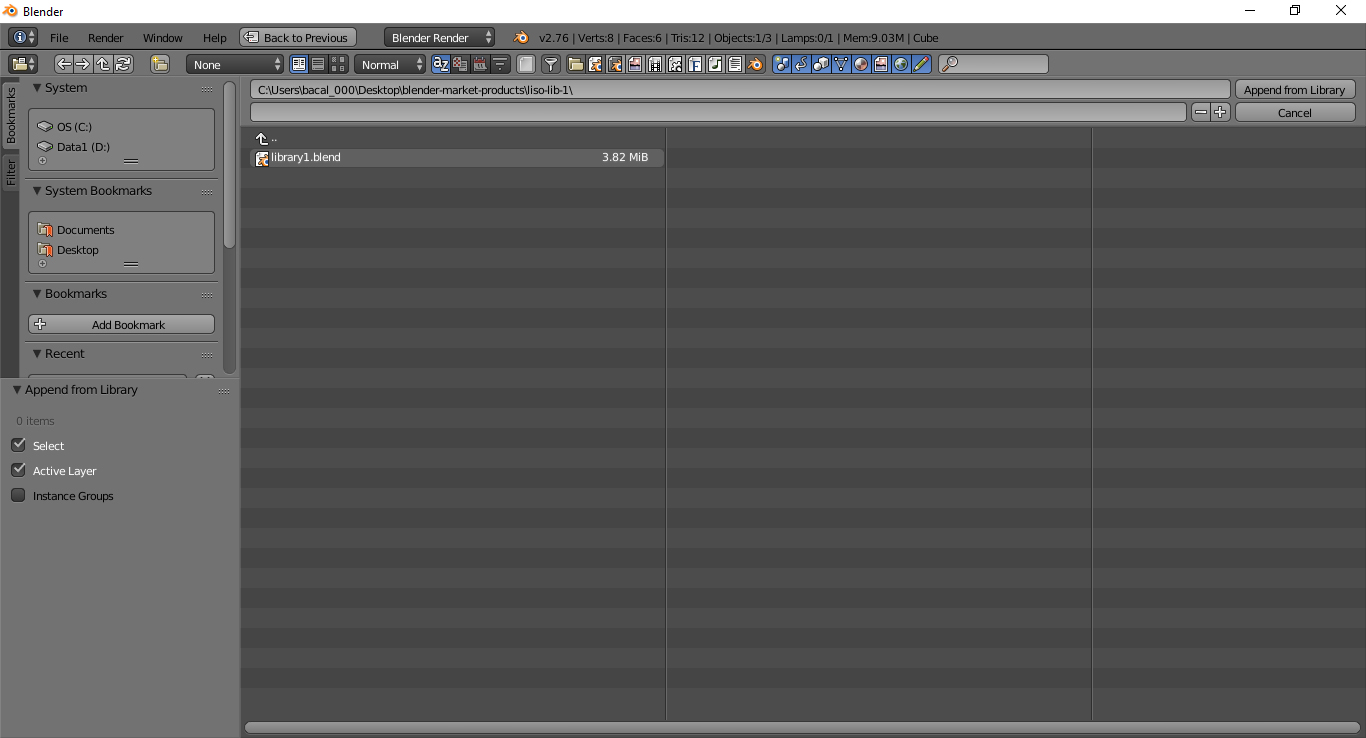 Blender
File Render Window Help Back to Previous Blender Render v2.76 | Verts:8 | Faces:6 | Tris:12 | Objects:1/3 | Lamps:0/1 | Mem:9.03M | Cube
None Normal
Bookmarks
Filter
System
OS (C:)
Data1 (D:)
System Bookmarks
Documents
Desktop
Bookmarks
Add Bookmark
Recent
Append from Library
0 items
Select
Active Layer
Instance Groups
C:\Users\bacal_000\Desktop\blender-market-products\liso-lib-1\ Append from Library
Cancel
..
library1.blend 3.82 MiB